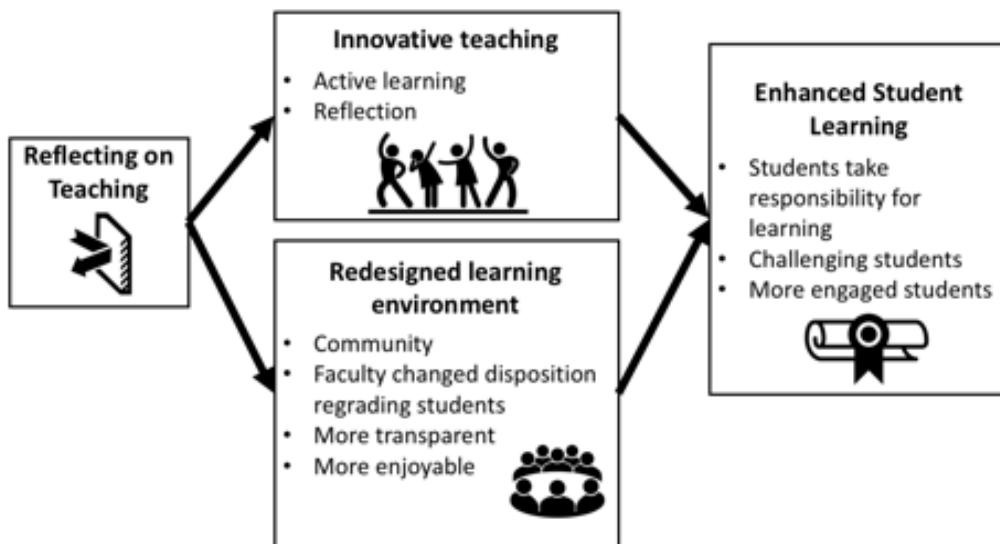 Reflecting on
Teaching
Innovative teaching
• Active learning
• Reflection
Redesigned learning
environment
• Community
• Faculty changed disposition
regrading students
• More transparent
• More enjoyable
Enhanced Student
Learning
• Students take
responsibility for
learning
• Challenging students
• More engaged students